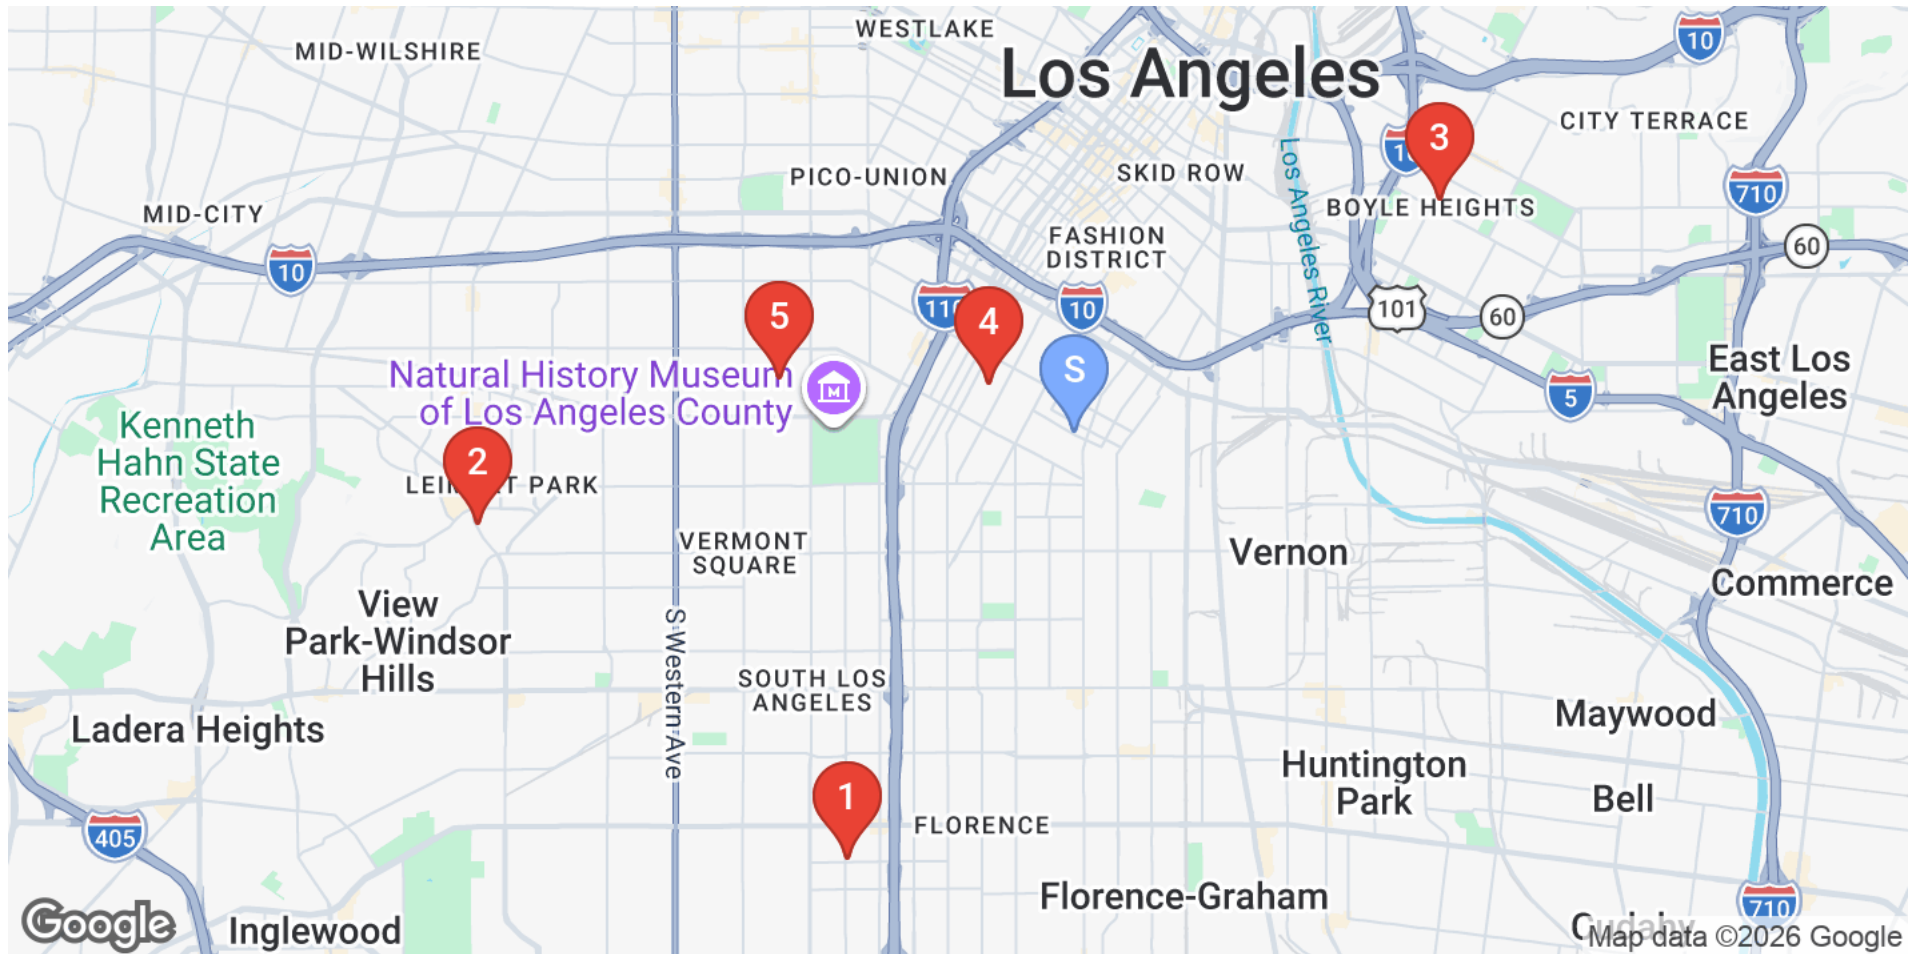 WESTLAKE
MID-WILSHIRE
Los Angeles
10
CITY TERRACE
3
10
PICO-UNION
SKID ROW
710
MID-CITY
BOYLE HEIGHTS
Los Angeles River
FASHION
DISTRICT
60
10
5
110
4
10
101
60
S
Natural History Museum
of Los Angeles County
East Los
Angeles
5
Kenneth
Hahn State
Recreation
Area
2
PARK
710
VERMONT
SQUARE
Vernon
Commerce
View
Park-Windsor
Hills
S Western Ave
SOUTH LOS
ANGELES
Maywood
Ladera Heights
Huntington
Park
Bell
1
FLORENCE
405
Florence-Graham
710
Google
Inglewood
Map data ©2026 Google